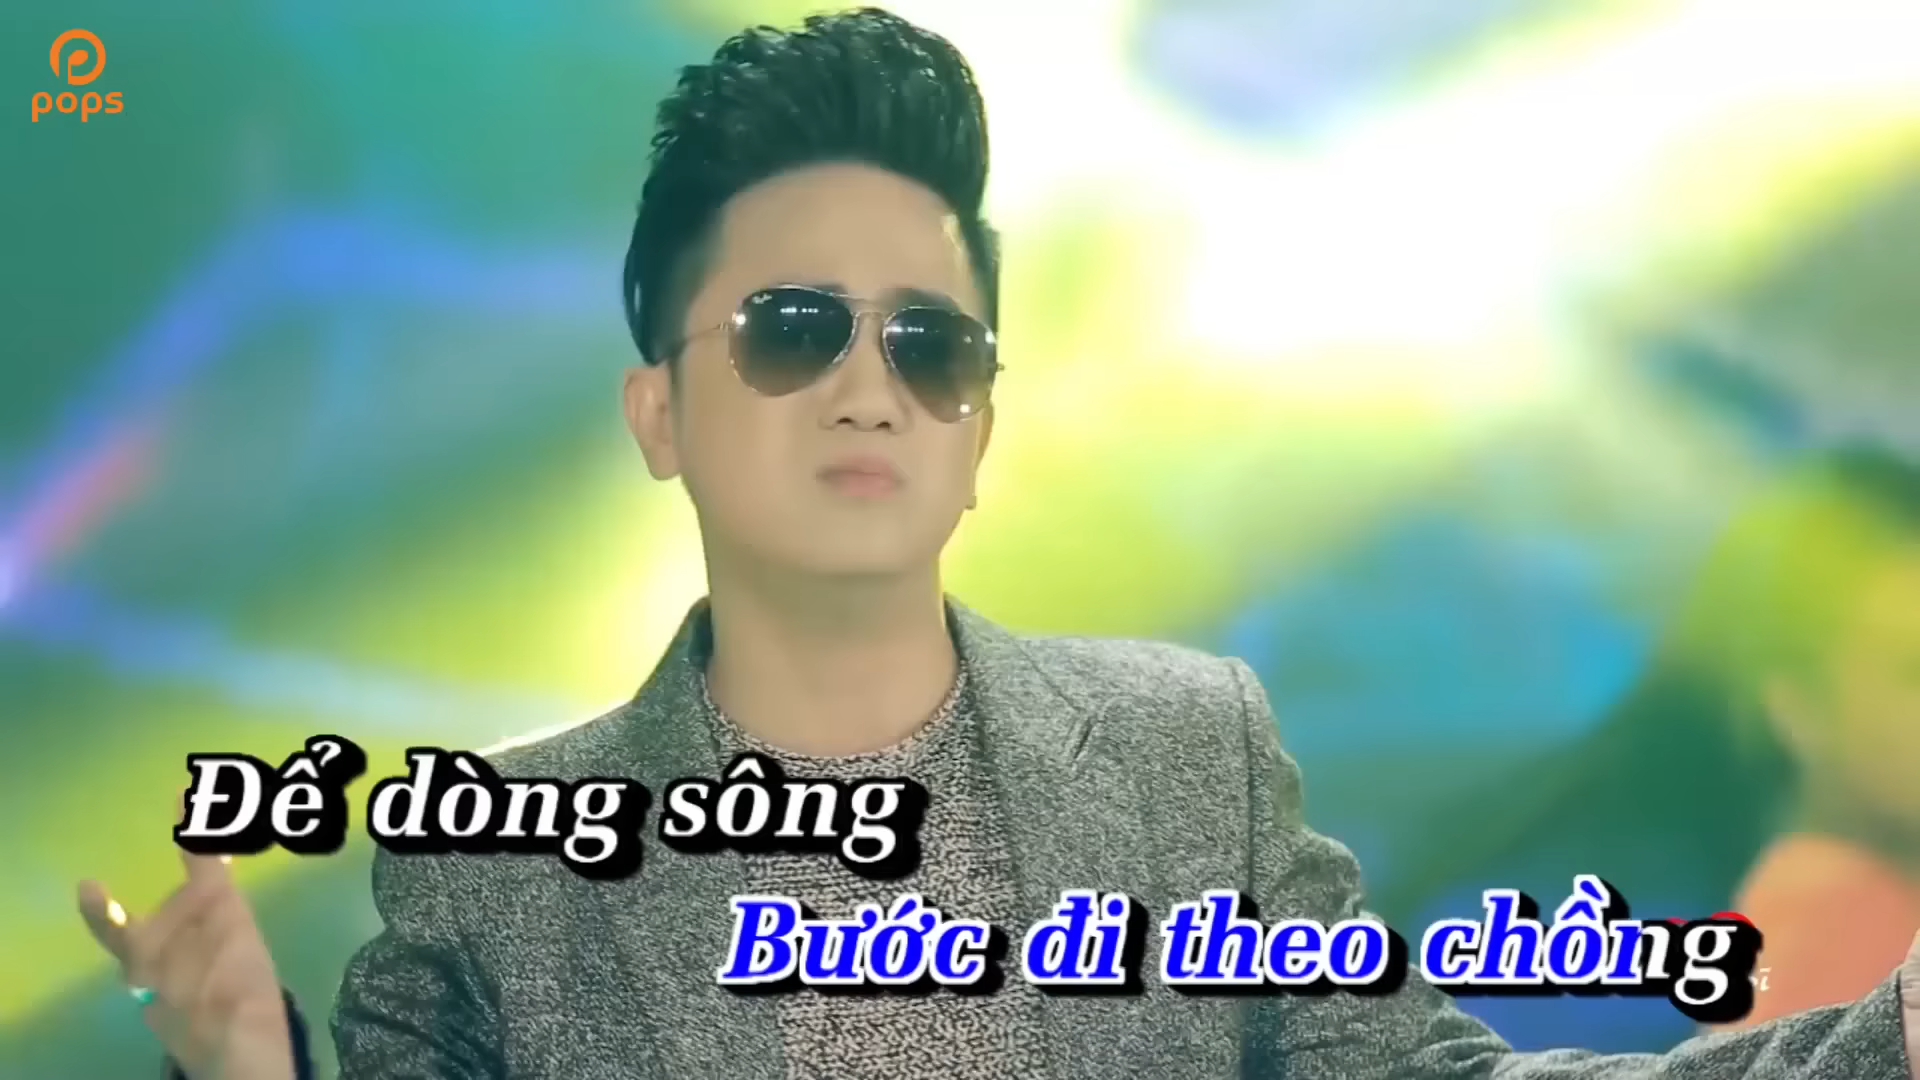 pops
Để dòng sông
Bước đi theo chồng